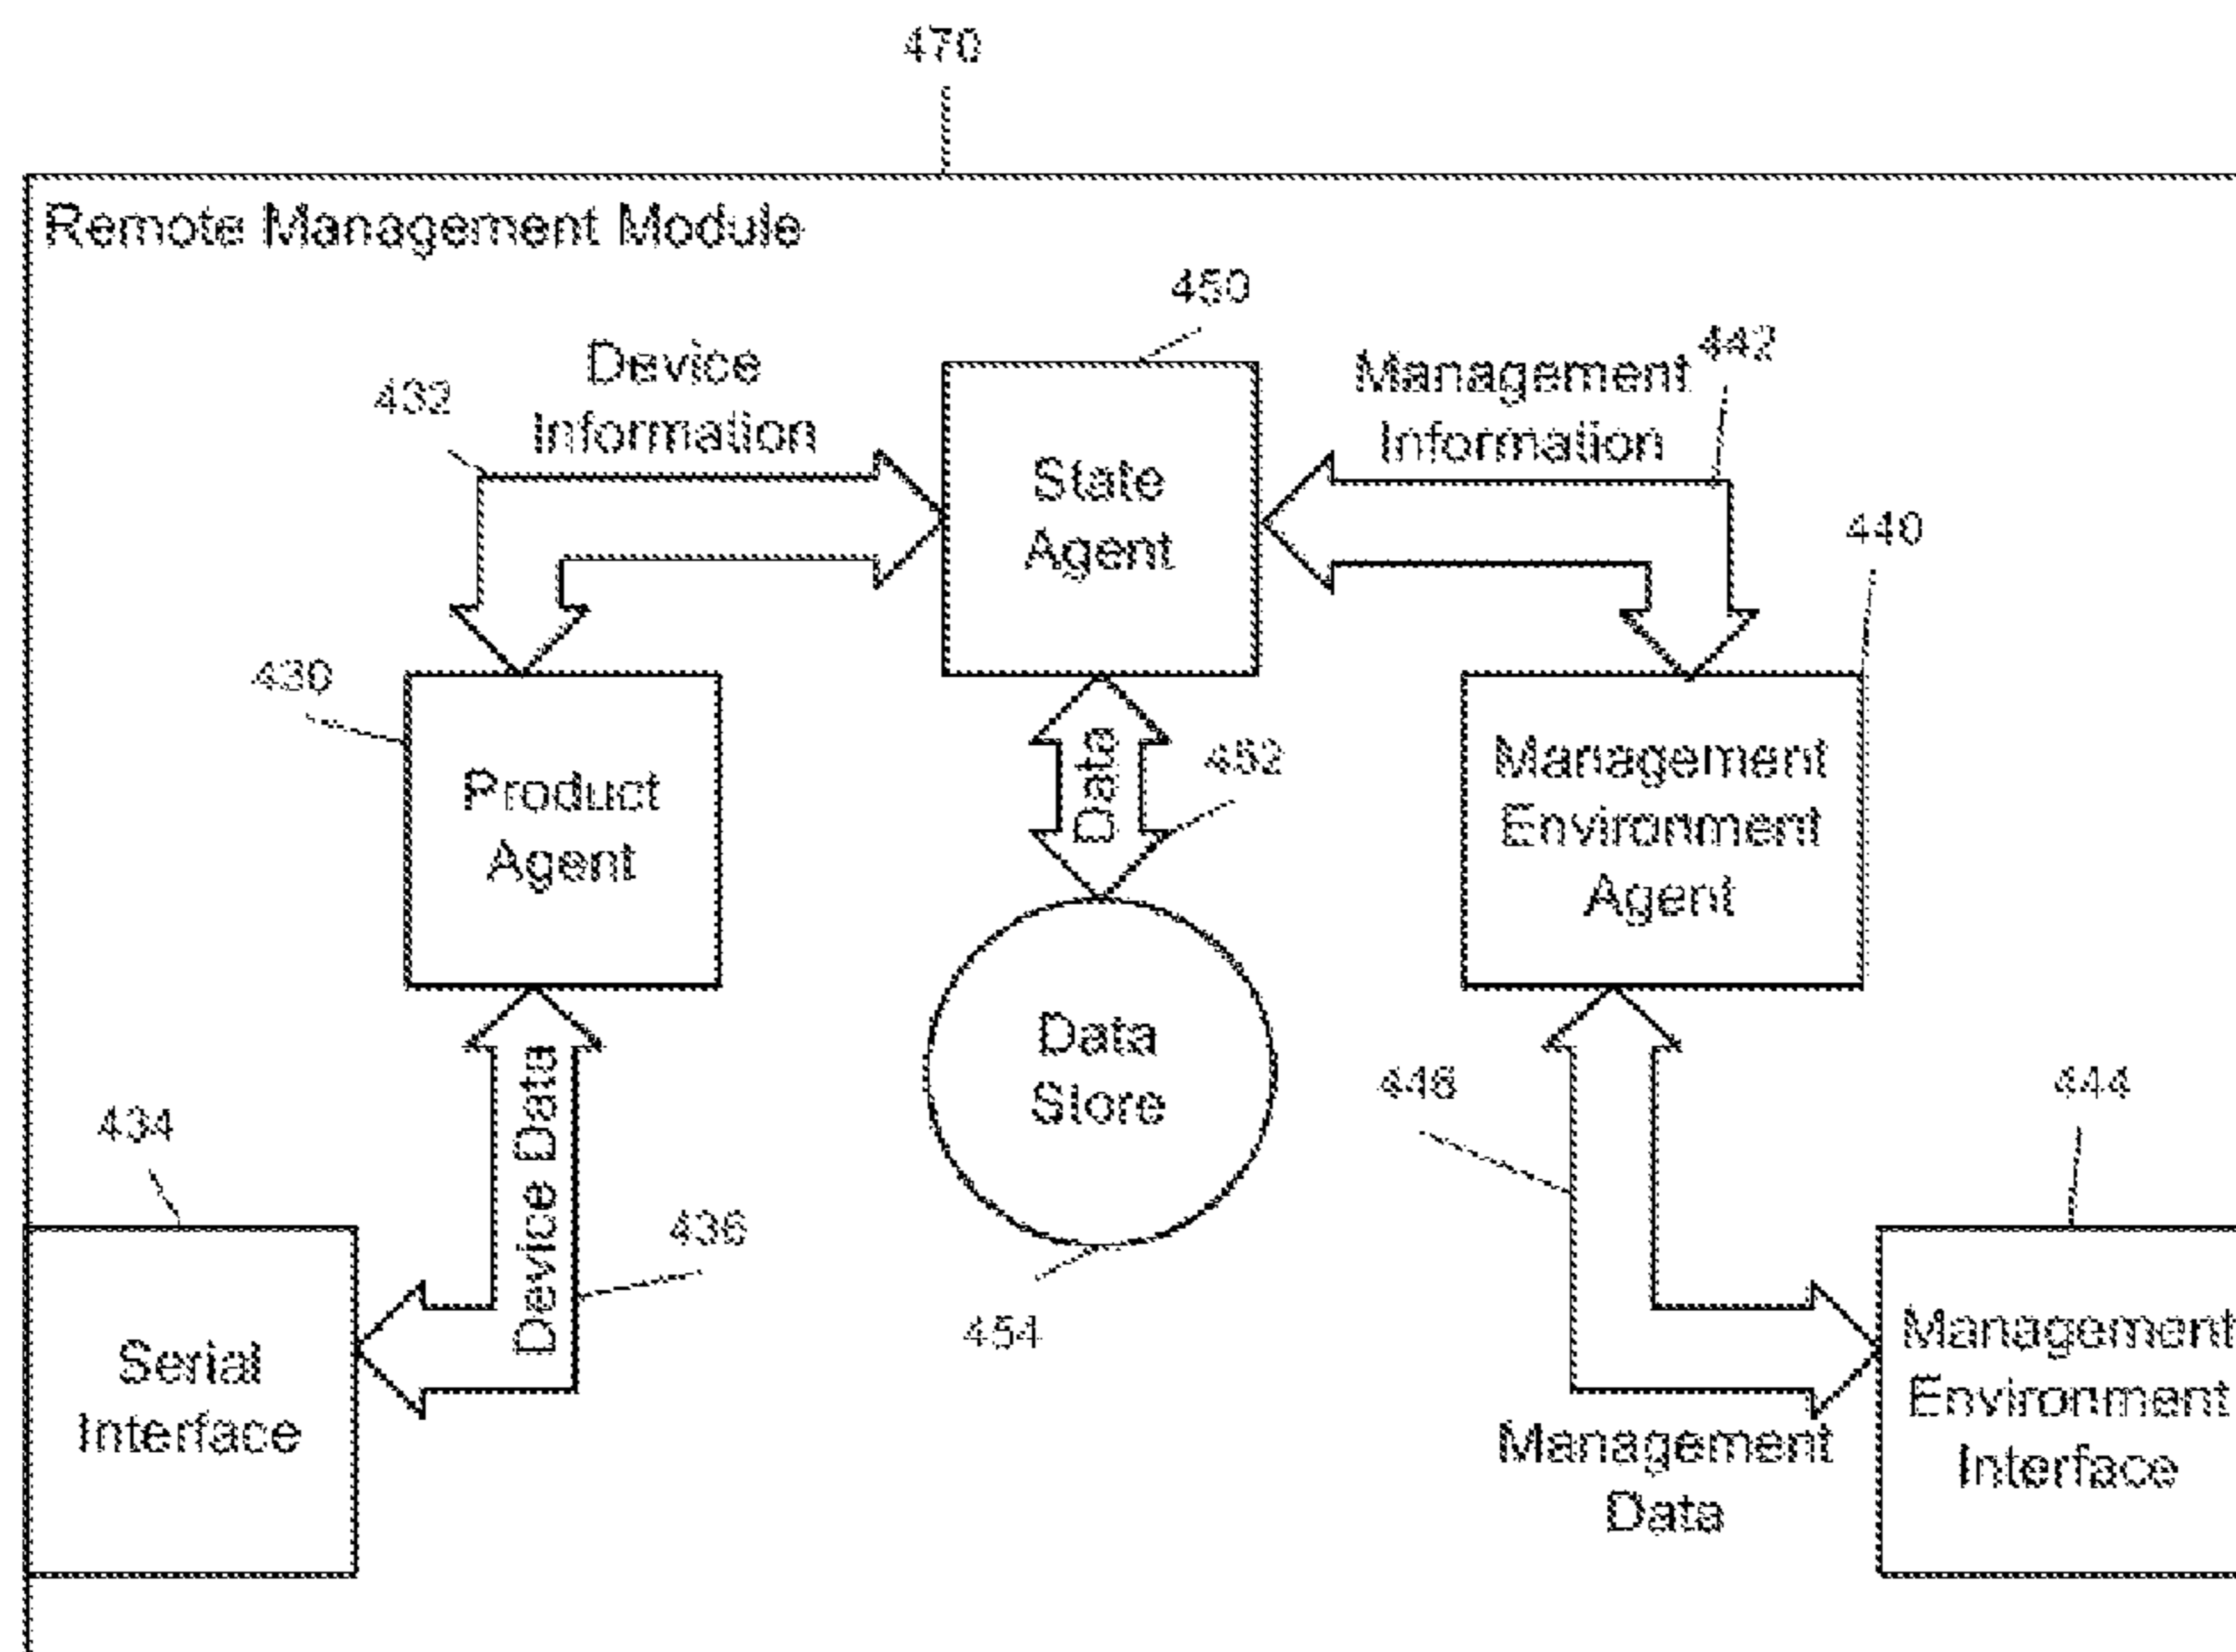 470
Remote Management Module
450
442
Device
Information
432
Management
Information
State
Agent
440
430
Product
Agent
Data
452
Management
Environment
Agent
Data
Store
446
444
434
Device Data
436
454
Serial
Interface
Management
Environment
Interface
Management
Data